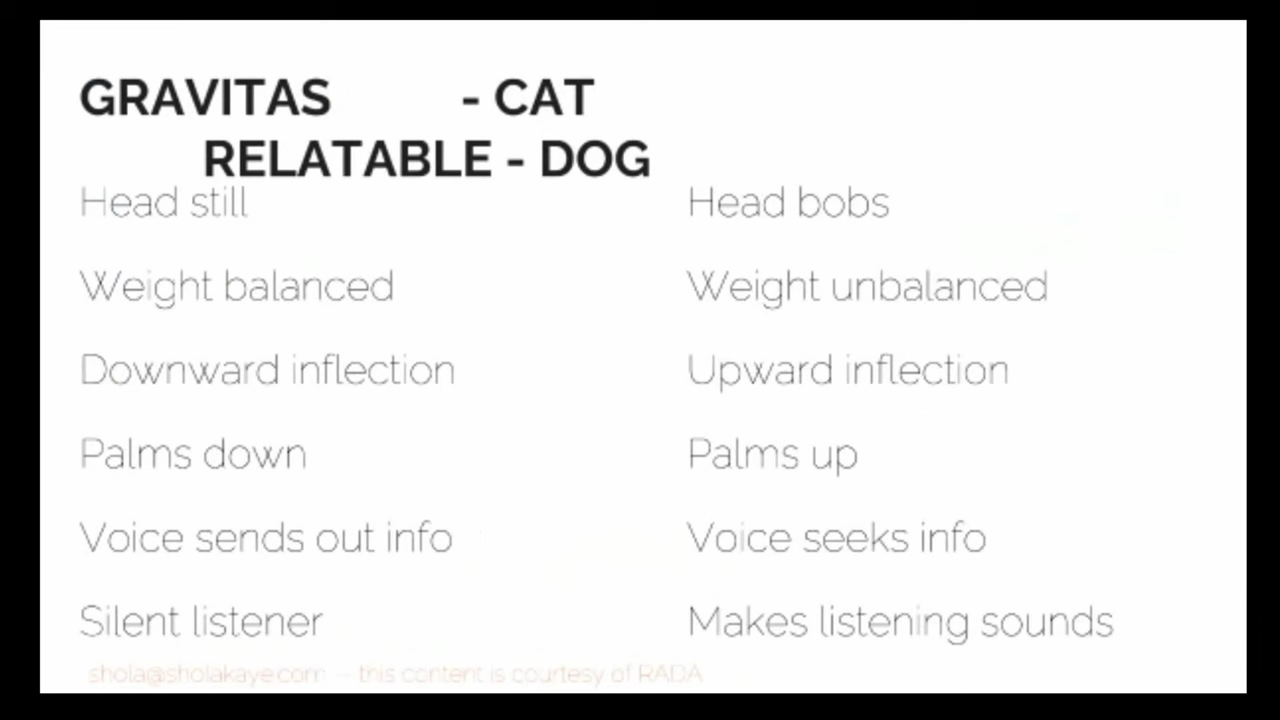 GRAVITAS - CAT
RELATABLE - DOG
Head still Head bobs
Weight balanced Weight unbalanced
Downward inflection Upward inflection
Palms down Palms up
Voice sends out info Voice seeks info
Silent listener Makes listening sounds
shola@sholakaye.com – this content is courtesy of RADA